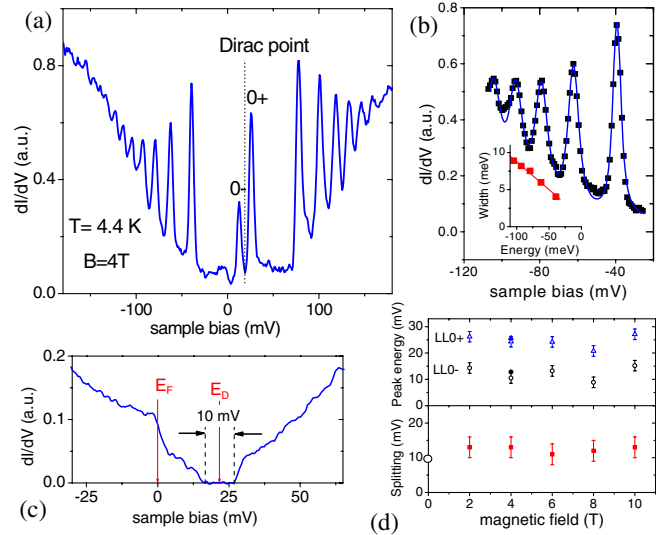 (a)
Dirac point
0+
0-
T= 4.4 K
B=4T
0.8
0.4
0.0
dI/dV (a.u.)
-100
0
100
sample bias (mV)
(b)
0.8
0.6
0.4
0.2
0.0
dI/dV (a.u.)
10
5
0
Width (meV)
-100
-50
0
Energy (meV)
-120
-80
-40
sample bias (mV)
0.2
0.1
0.0
dI/dV (a.u.)
E_F
E_D
10 mV
-30
0
30
60
sample bias (mV)
(c)
40
30
20
10
0
Peak energy (mV)
LL0+
LL0-
20
10
0
Splitting (mV)
0
2
4
6
8
10
magnetic field (T)
(d)